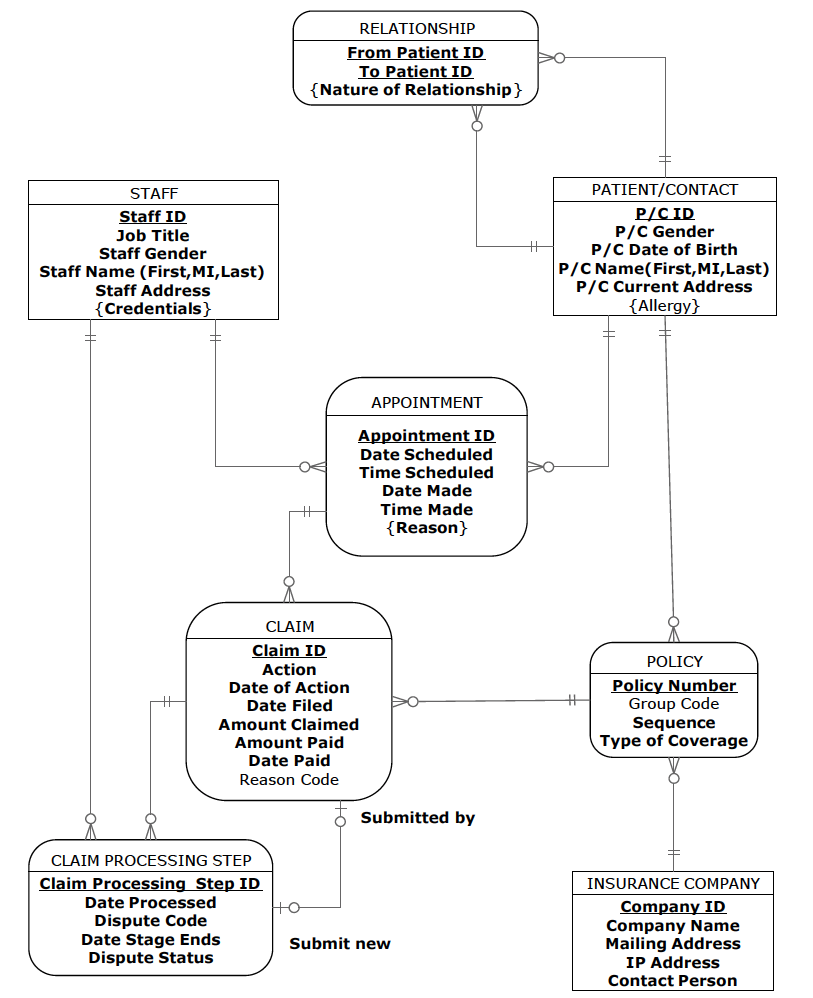 RELATIONSHIP
From Patient ID
To Patient ID
{Nature of Relationship}
STAFF
Staff ID
Job Title
Staff Gender
Staff Name (First,MI,Last)
Staff Address
{Credentials}
PATIENT/CONTACT
P/C ID
P/C Gender
P/C Date of Birth
P/C Name(First,MI,Last)
P/C Current Address
{Allergy}
APPOINTMENT
Appointment ID
Date Scheduled
Time Scheduled
Date Made
Time Made
{Reason}
CLAIM
Claim ID
Action
Date of Action
Date Filed
Amount Claimed
Amount Paid
Date Paid
Reason Code
POLICY
Policy Number
Group Code
Sequence
Type of Coverage
Submitted by
CLAIM PROCESSING STEP
Claim Processing Step ID
Date Processed
Dispute Code
Date Stage Ends
Dispute Status
Submit new
INSURANCE COMPANY
Company ID
Company Name
Mailing Address
IP Address
Contact Person